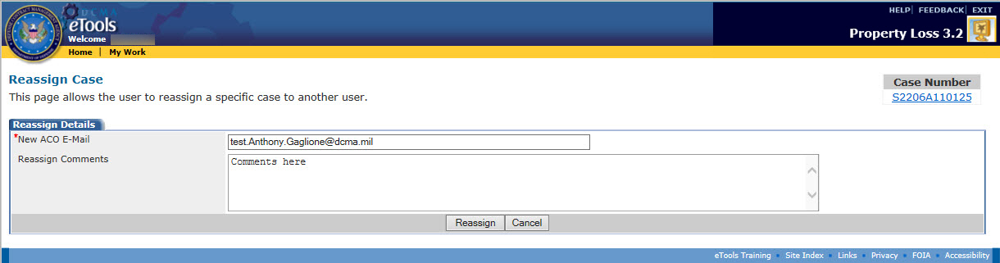 HELP| FEEDBACK| EXIT
DCMA
eTools
Welcome
Property Loss 3.2
Home | My Work
Reassign Case
This page allows the user to reassign a specific case to another user.
Case Number
S2206A110125
Reassign Details
*New ACO E-Mail
test.Anthony.Gaglione@dcma.mil
Reassign Comments
Comments here
Reassign Cancel
eTools Training • Site Index • Links • Privacy • FOIA • Accessibility